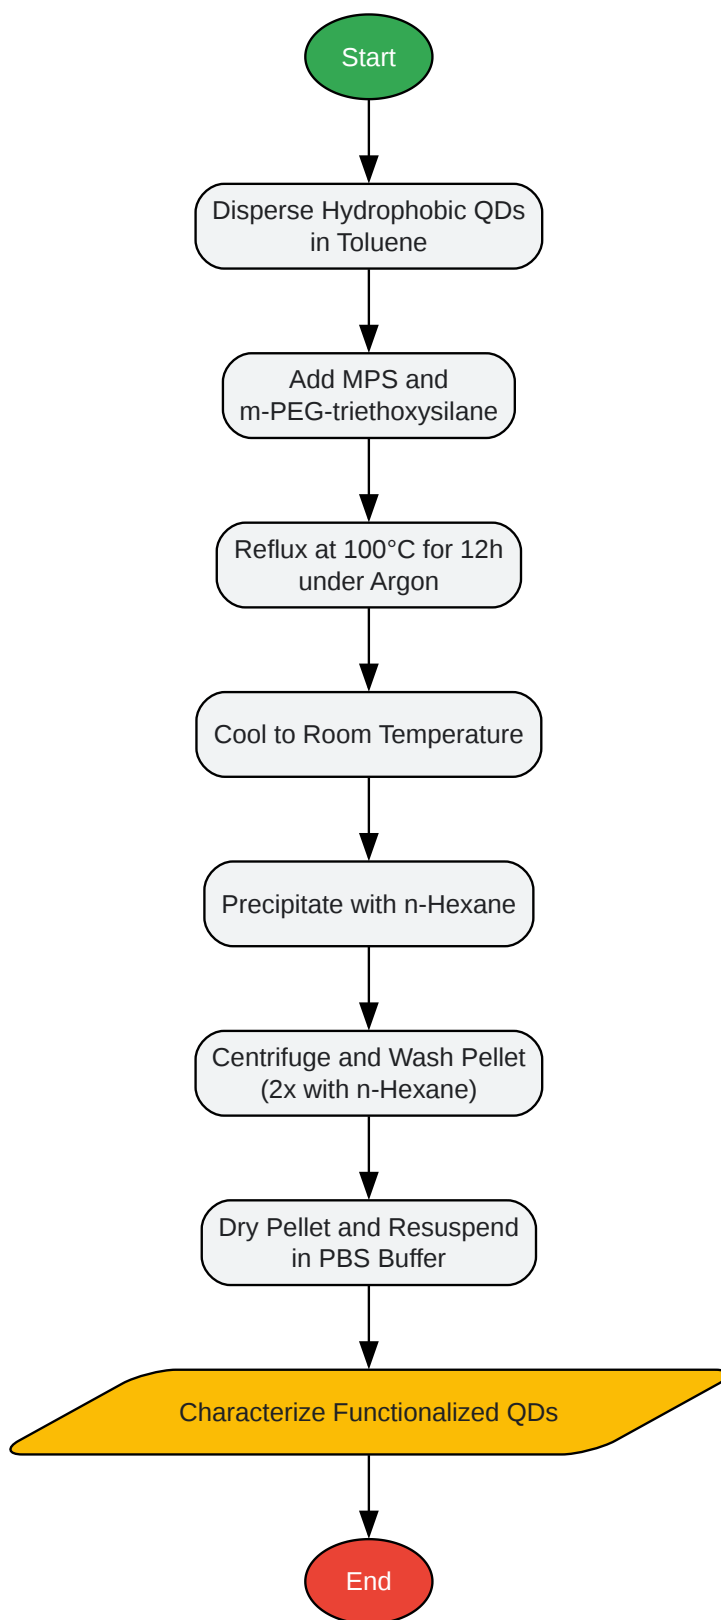 Start
Disperse Hydrophobic QDs
in Toluene
Add MPS and
m-PEG-triethoxysilane
Reflux at 100°C for 12h
under Argon
Cool to Room Temperature
Precipitate with n-Hexane
Centrifuge and Wash Pellet
(2x with n-Hexane)
Dry Pellet and Resuspend
in PBS Buffer
Characterize Functionalized QDs
End